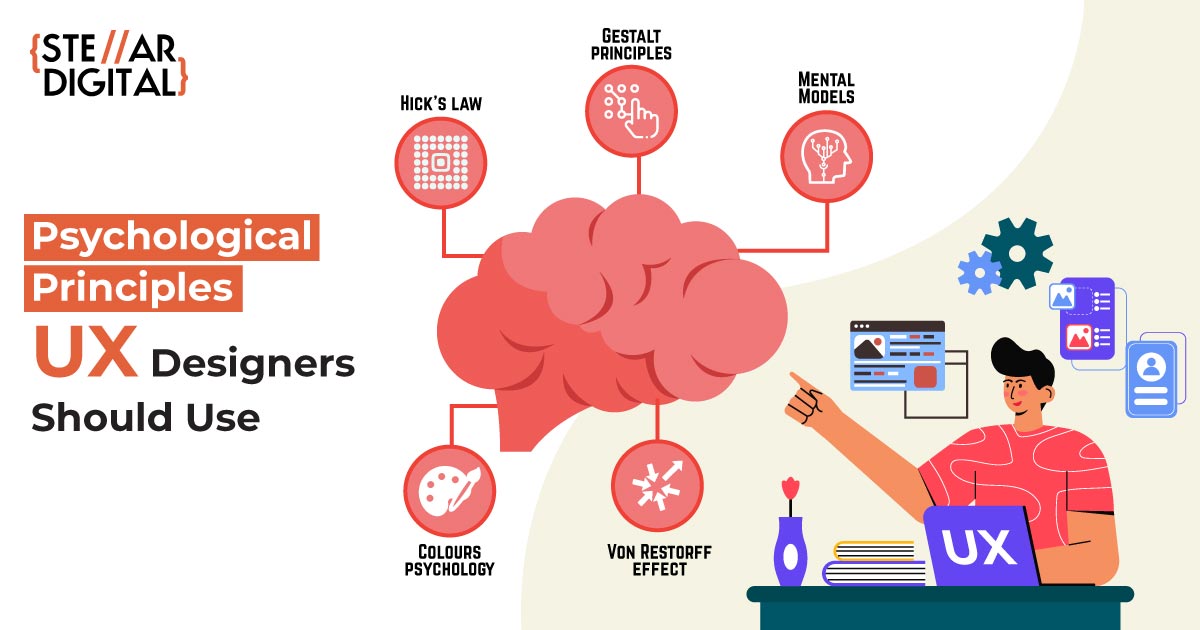 {STE//AR
DIGITAL}
Psychological
Principles
UX Designers
Should Use
HICK'S LAW
GESTALT
PRINCIPLES
MENTAL
MODELS
COLOURS
PSYCHOLOGY
VON RESTORFF
EFFECT
UX